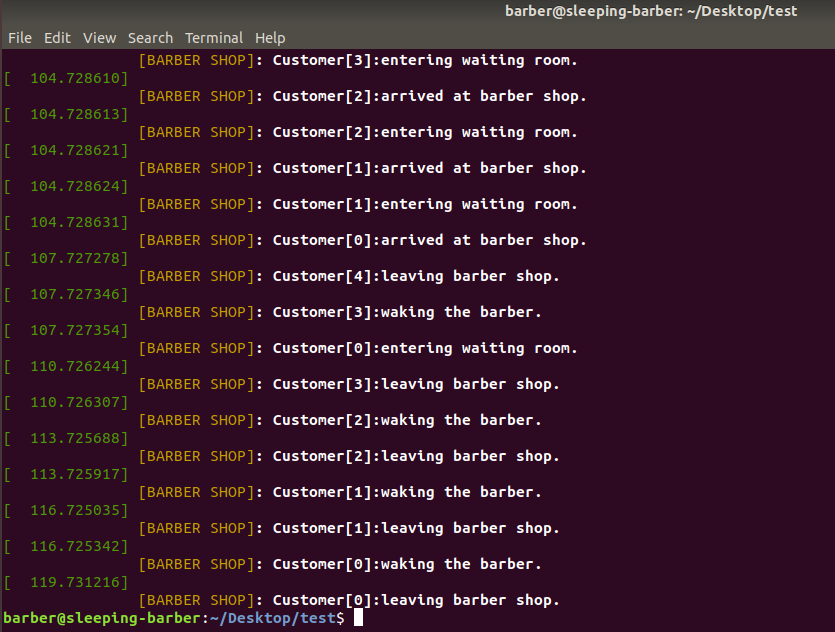 barber@sleeping-barber: ~/Desktop/test
File Edit View Search Terminal Help
[BARBER SHOP]: Customer[3]:entering waiting room.
[  104.728610]
[BARBER SHOP]: Customer[2]:arrived at barber shop.
[  104.728613]
[BARBER SHOP]: Customer[2]:entering waiting room.
[  104.728621]
[BARBER SHOP]: Customer[1]:arrived at barber shop.
[  104.728624]
[BARBER SHOP]: Customer[1]:entering waiting room.
[  104.728631]
[BARBER SHOP]: Customer[0]:arrived at barber shop.
[  107.727278]
[BARBER SHOP]: Customer[4]:leaving barber shop.
[  107.727346]
[BARBER SHOP]: Customer[3]:waking the barber.
[  107.727354]
[BARBER SHOP]: Customer[0]:entering waiting room.
[  110.726244]
[BARBER SHOP]: Customer[3]:leaving barber shop.
[  110.726307]
[BARBER SHOP]: Customer[2]:waking the barber.
[  113.725688]
[BARBER SHOP]: Customer[2]:leaving barber shop.
[  113.725917]
[BARBER SHOP]: Customer[1]:waking the barber.
[  116.725035]
[BARBER SHOP]: Customer[1]:leaving barber shop.
[  116.725342]
[BARBER SHOP]: Customer[0]:waking the barber.
[  119.731216]
[BARBER SHOP]: Customer[0]:leaving barber shop.
barber@sleeping-barber:~/Desktop/test$